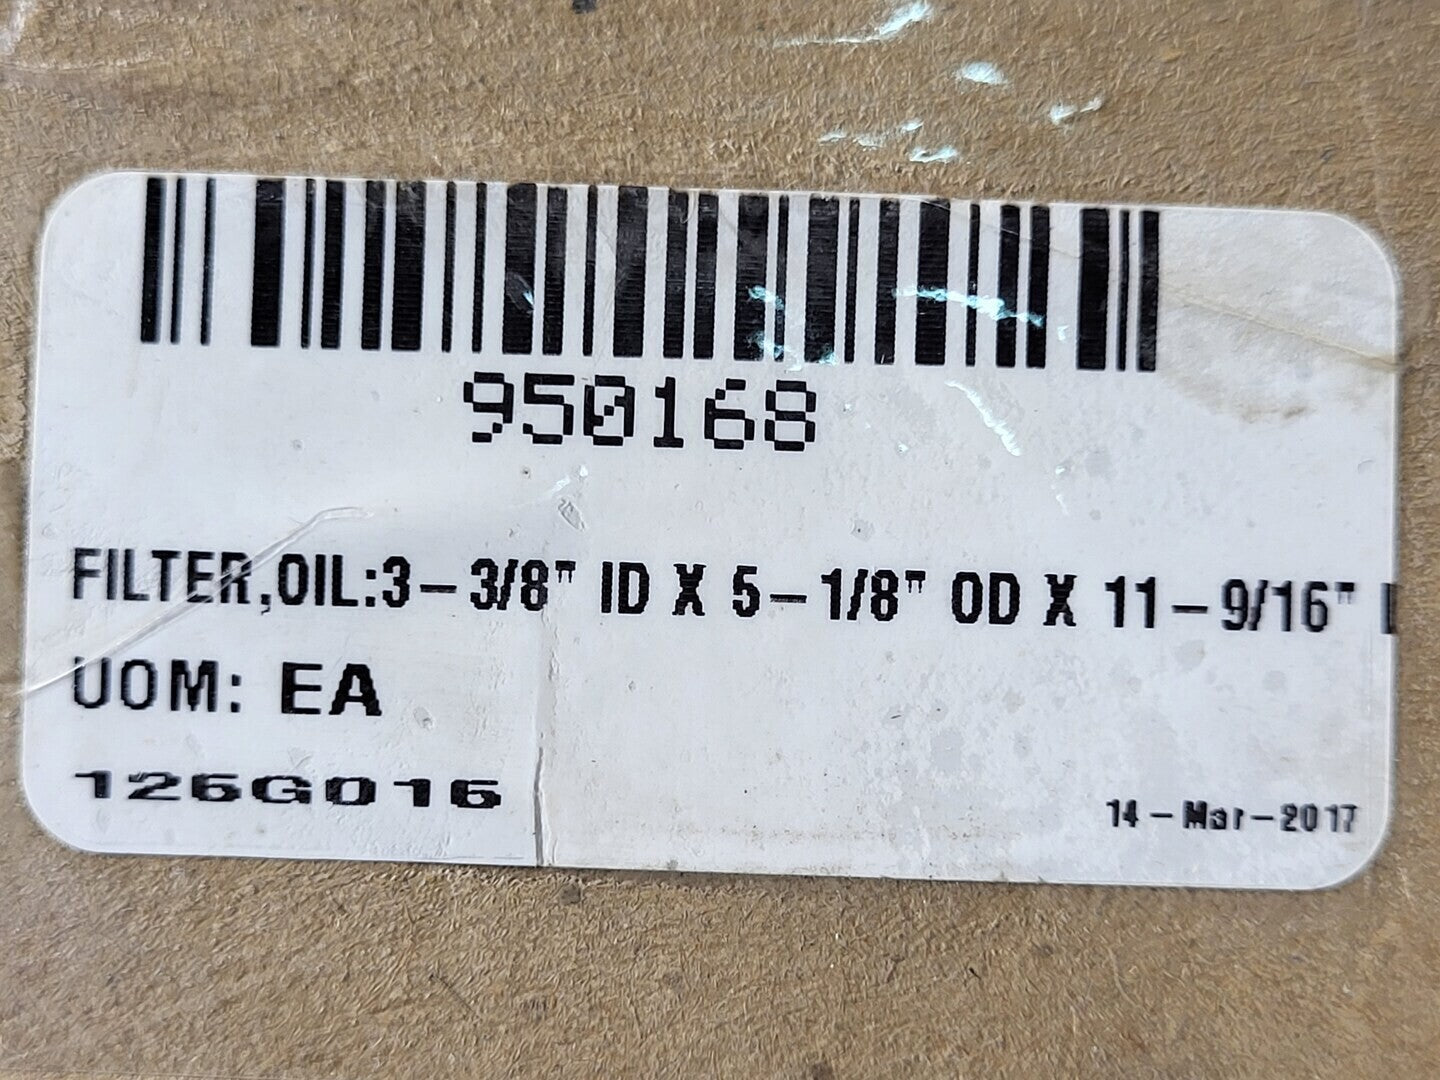 950168
FILTER,OIL:3-3/8" ID X 5-1/8" OD X 11-9/16"
UOM: EA
126G016
14-Mar-2017